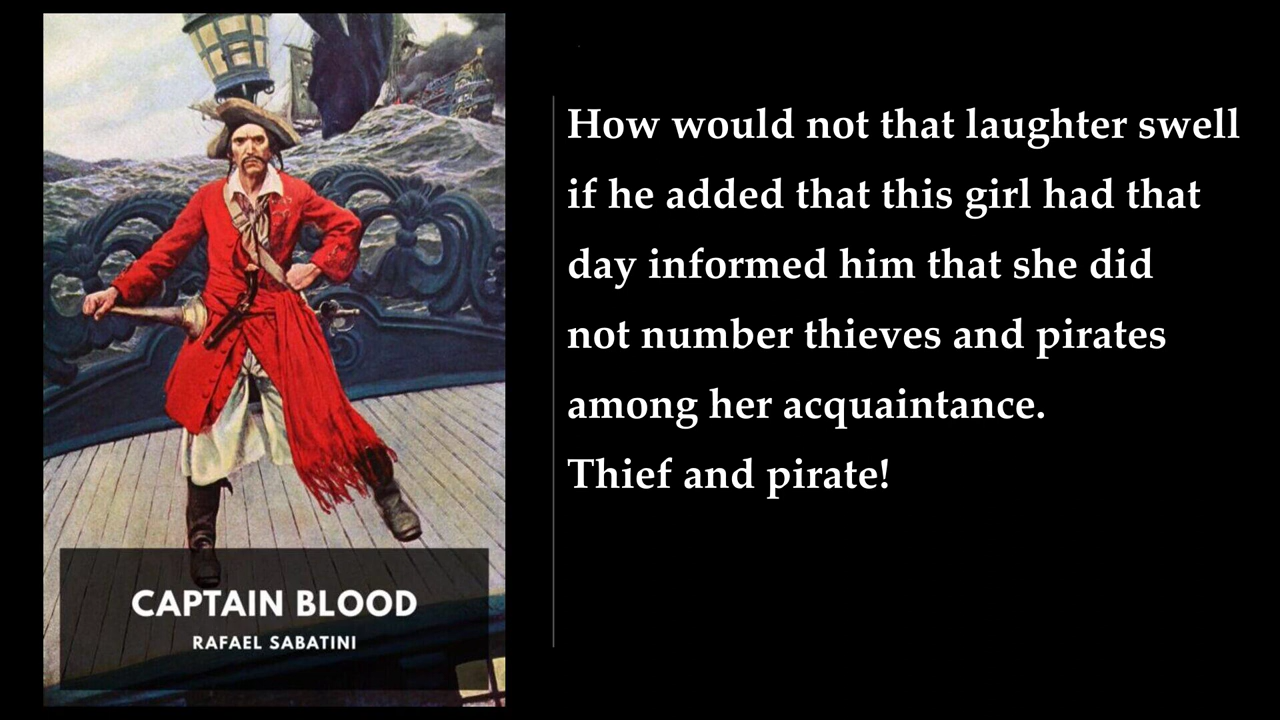 CAPTAIN BLOOD
RAFAEL SABATINI
How would not that laughter swell
if he added that this girl had that
day informed him that she did
not number thieves and pirates
among her acquaintance.
Thief and pirate!